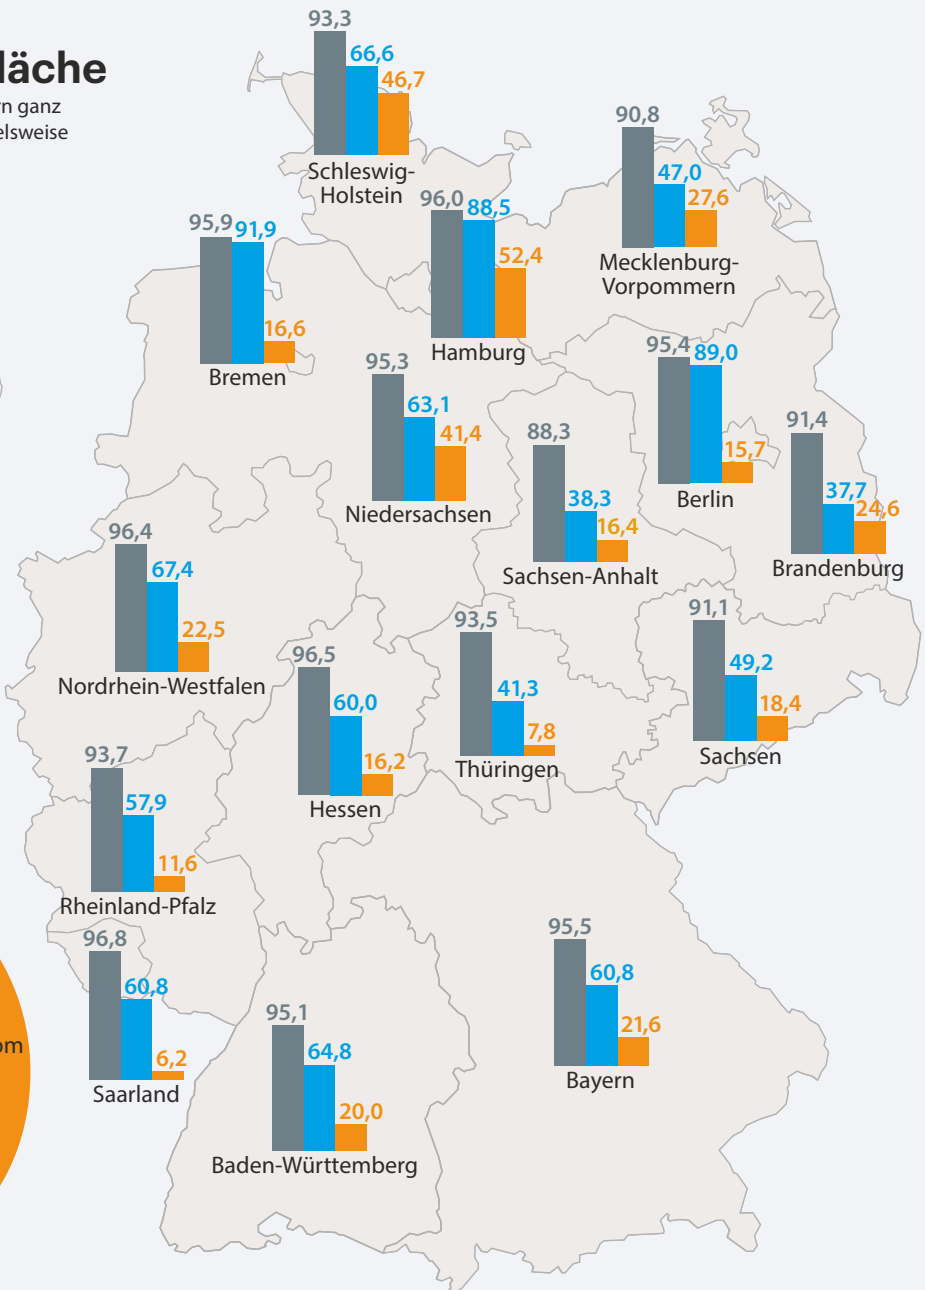 läche
rn ganz
elsweise
93,3
66,6
46,7
Schleswig-
Holstein
90,8
47,0
27,6
Mecklenburg-
Vorpommern
95,9
91,9
16,6
Bremen
96,0
88,5
52,4
Hamburg
95,3
63,1
41,4
Niedersachsen
95,4
89,0
15,7
Berlin
88,3
38,3
16,4
Sachsen-Anhalt
91,4
37,7
24,6
Brandenburg
96,4
67,4
22,5
Nordrhein-Westfalen
96,5
60,0
16,2
Hessen
93,5
41,3
7,8
Thüringen
91,1
49,2
18,4
Sachsen
93,7
57,9
11,6
Rheinland-Pfalz
96,8
60,8
6,2
Saarland
om
95,1
64,8
20,0
Baden-Württemberg
95,5
60,8
21,6
Bayern